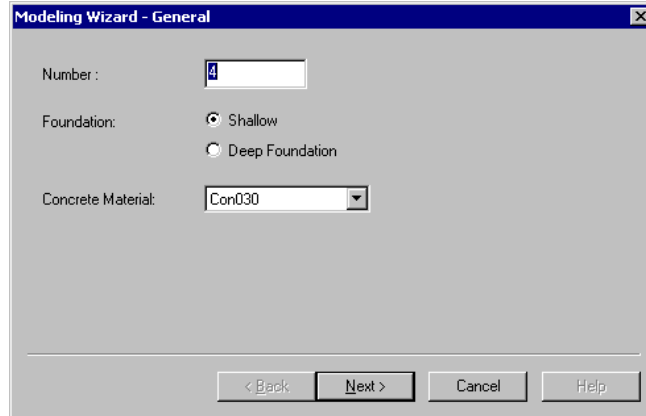 Modeling Wizard - General
Number :
4
Foundation:
Shallow
Deep Foundation
Concrete Material:
Con030
< Back
Next >
Cancel
Help